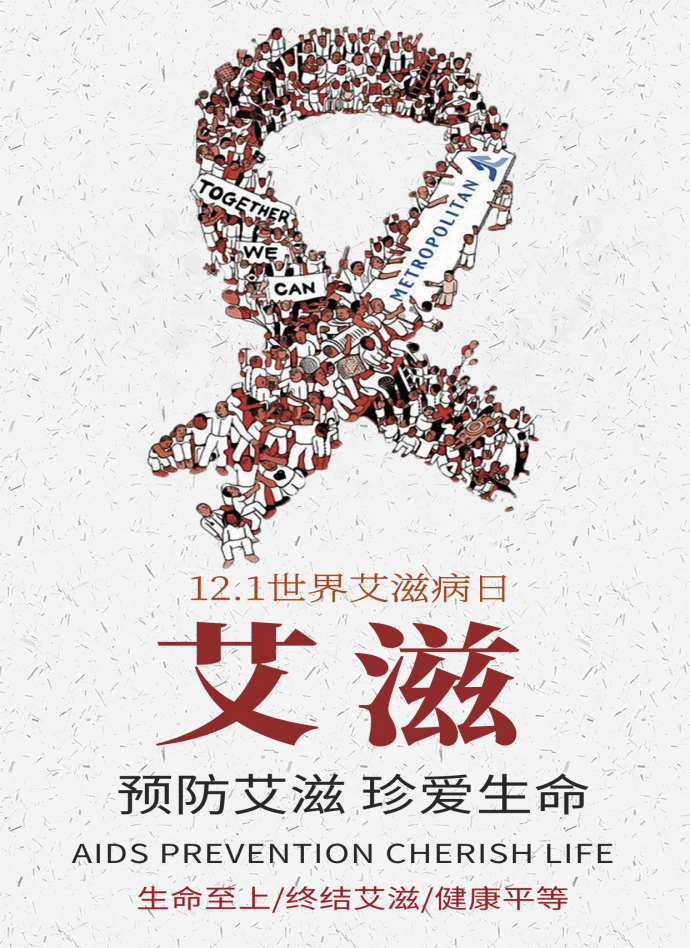 TOGETHER
WE
CAN
METROPOLITAN
12.1世界艾滋病日
艾滋
预防艾滋 珍爱生命
AIDS PREVENTION CHERISH LIFE
生命至上/终结艾滋/健康平等